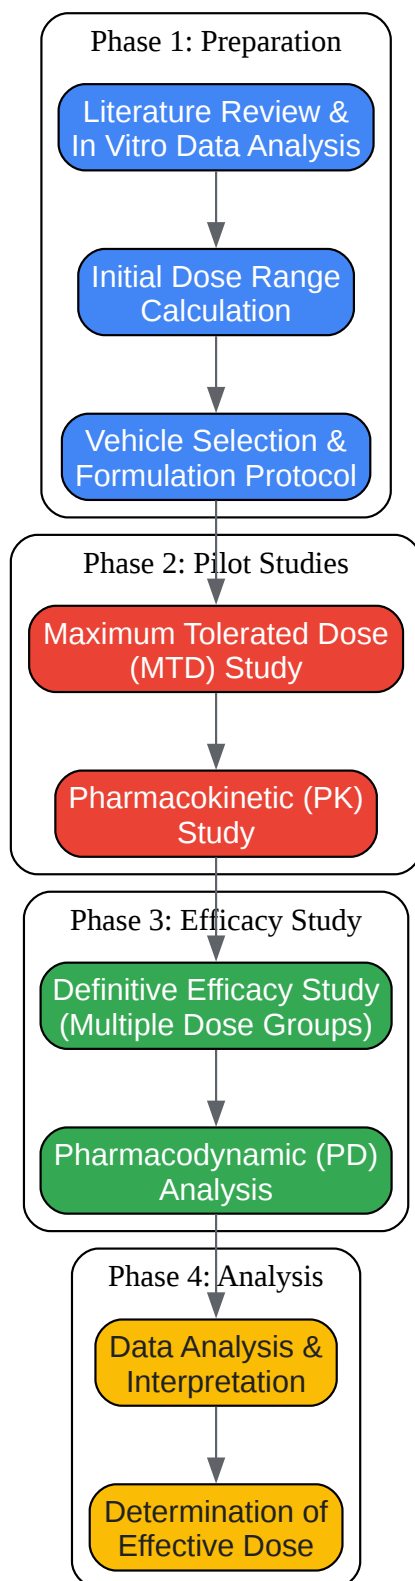 Phase 1: Preparation
Literature Review &
In Vitro Data Analysis
Initial Dose Range
Calculation
Vehicle Selection &
Formulation Protocol
Phase 2: Pilot Studies
Maximum Tolerated Dose
(MTD) Study
Pharmacokinetic (PK)
Study
Phase 3: Efficacy Study
Definitive Efficacy Study
(Multiple Dose Groups)
Pharmacodynamic (PD)
Analysis
Phase 4: Analysis
Data Analysis &
Interpretation
Determination of
Effective Dose